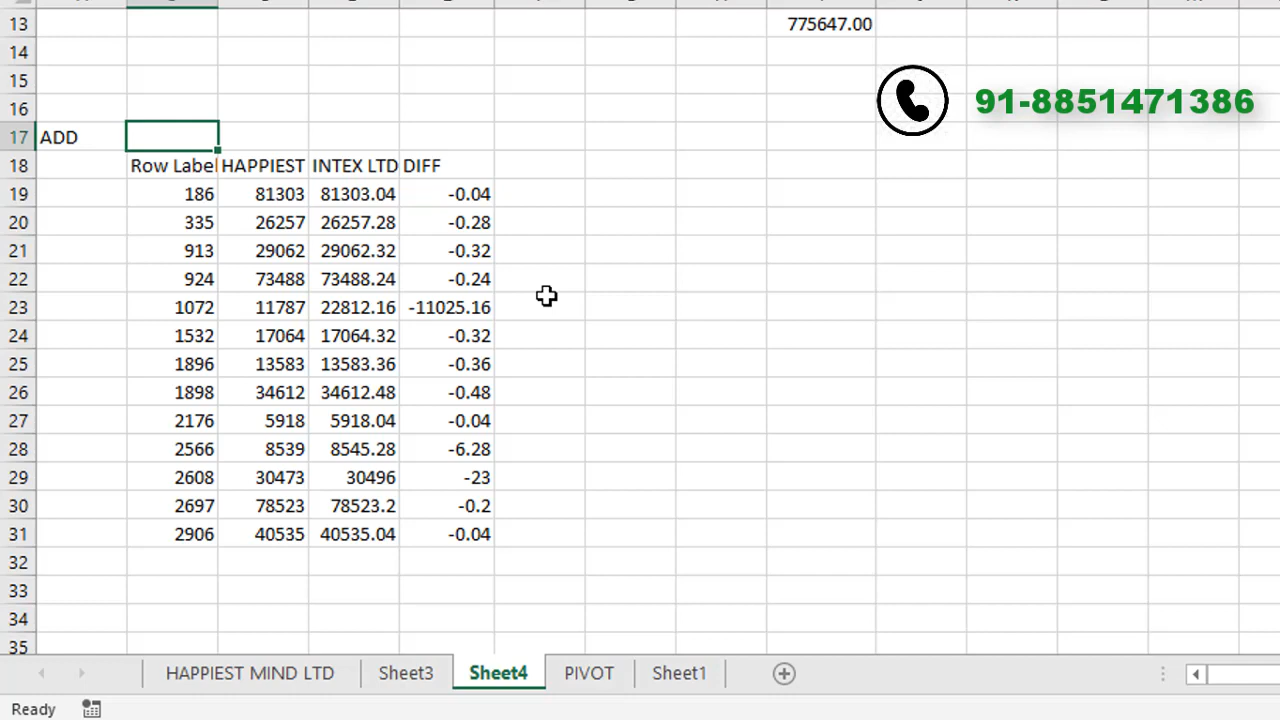 13 775647.00
14
15
91-8851471386
16
17 ADD
18 Row Label HAPPIEST INTEX LTD DIFF
19 186 81303 81303.04 -0.04
20 335 26257 26257.28 -0.28
21 913 29062 29062.32 -0.32
22 924 73488 73488.24 -0.24
23 1072 11787 22812.16 -11025.16
24 1532 17064 17064.32 -0.32
25 1896 13583 13583.36 -0.36
26 1898 34612 34612.48 -0.48
27 2176 5918 5918.04 -0.04
28 2566 8539 8545.28 -6.28
29 2608 30473 30496 -23
30 2697 78523 78523.2 -0.2
31 2906 40535 40535.04 -0.04
32
33
34
35
HAPPIEST MIND LTD Sheet3 Sheet4 PIVOT Sheet1
Ready